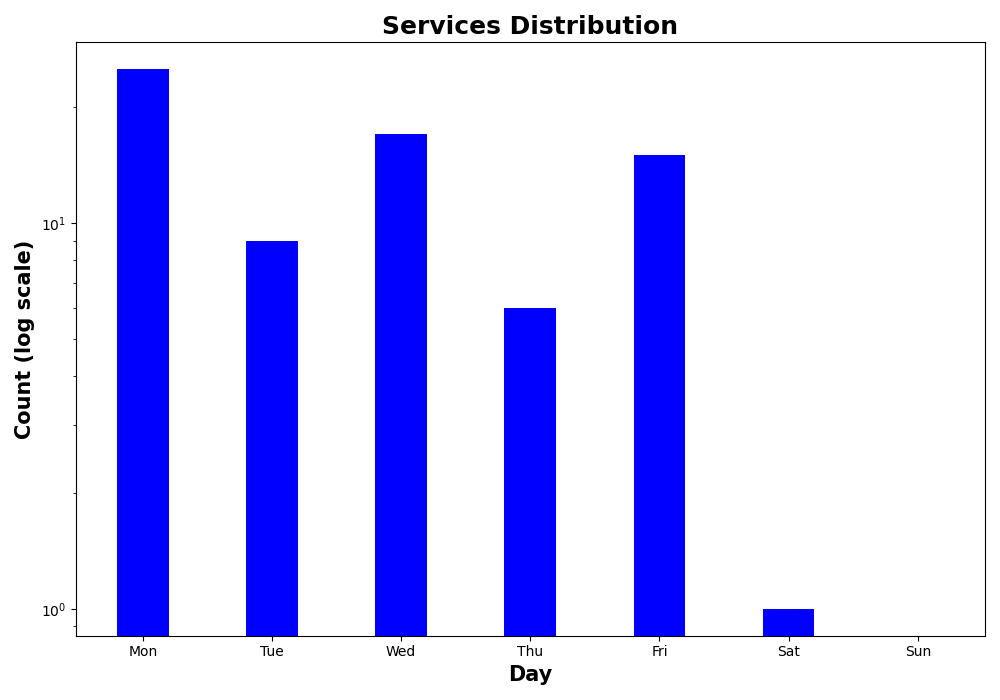 Services Distribution
Count (log scale)
10¹
10⁰
Mon Tue Wed Thu Fri Sat Sun
Day